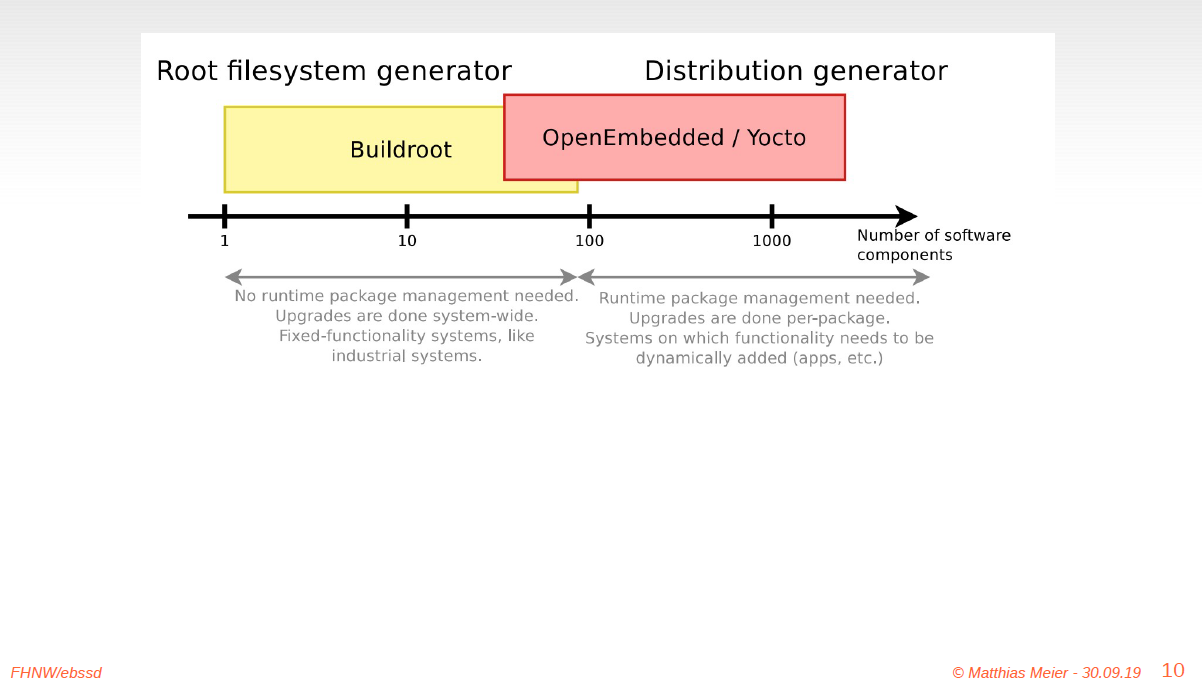 Root filesystem generator
Distribution generator
Buildroot
OpenEmbedded / Yocto
1
10
100
1000
Number of software
components
No runtime package management needed.
Upgrades are done system-wide.
Fixed-functionality systems, like
industrial systems.
Runtime package management needed.
Upgrades are done per-package.
Systems on which functionality needs to be
dynamically added (apps, etc.)
FHNW/ebssd
© Matthias Meier - 30.09.19
10